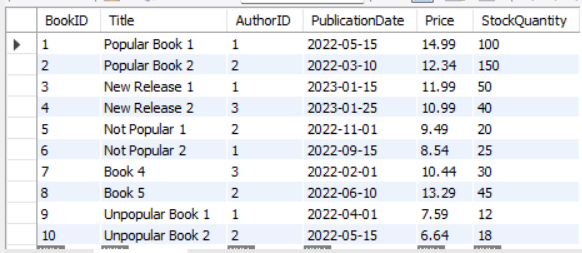 BookID Title AuthorID PublicationDate Price StockQuantity
1 Popular Book 1 1 2022-05-15 14.99 100
2 Popular Book 2 2 2022-03-10 12.34 150
3 New Release 1 1 2023-01-15 11.99 50
4 New Release 2 3 2023-01-25 10.99 40
5 Not Popular 1 2 2022-11-01 9.49 20
6 Not Popular 2 1 2022-09-15 8.54 25
7 Book 4 3 2022-02-01 10.44 30
8 Book 5 2 2022-06-10 13.29 45
9 Unpopular Book 1 1 2022-04-01 7.59 12
10 Unpopular Book 2 2 2022-05-15 6.64 18